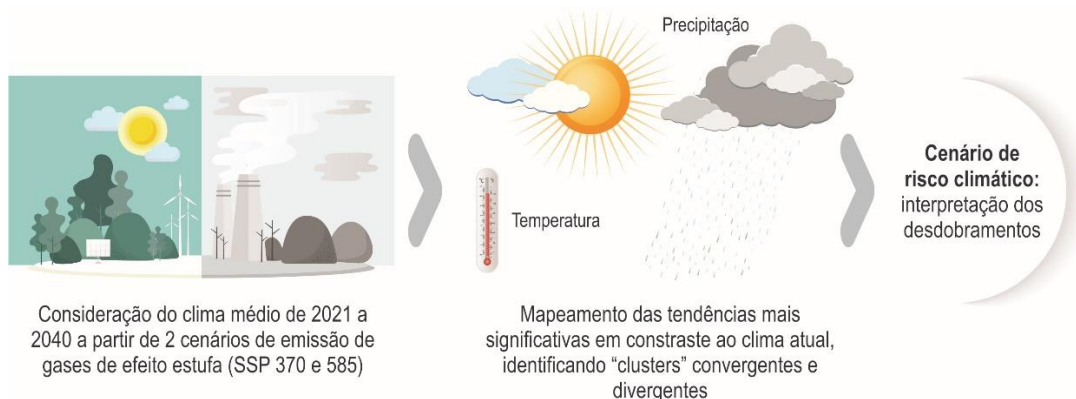 Consideração do clima médio de 2021 a
2040 a partir de 2 cenários de emissão de
gases de efeito estufa (SSP 370 e 585)
Precipitação
Temperatura
Mapeamento das tendências mais
significativas em constraste ao clima atual,
identificando “clusters” convergentes e
divergentes
Cenário de
risco climático:
interpretação dos
desdobramentos